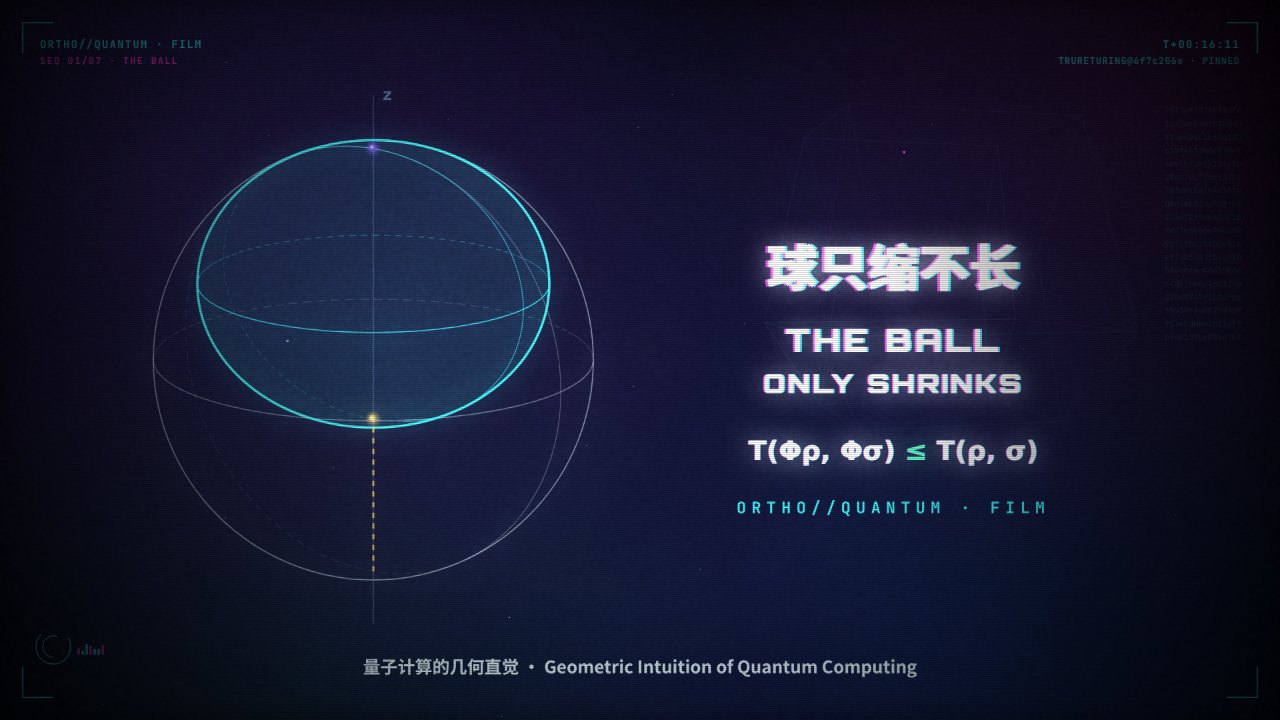 ORTHO//QUANTUM · FILM
SEQ 01/07 · THE BALL
T+00:16:11
TRURETURING@6f7c206e · PINNED
Z
球只缩不长
THE BALL
ONLY SHRINKS
T(Φρ, Φσ) ≤ T(ρ, σ)
ORTHO//QUANTUM · FILM
量子计算的几何直觉 · Geometric Intuition of Quantum Computing